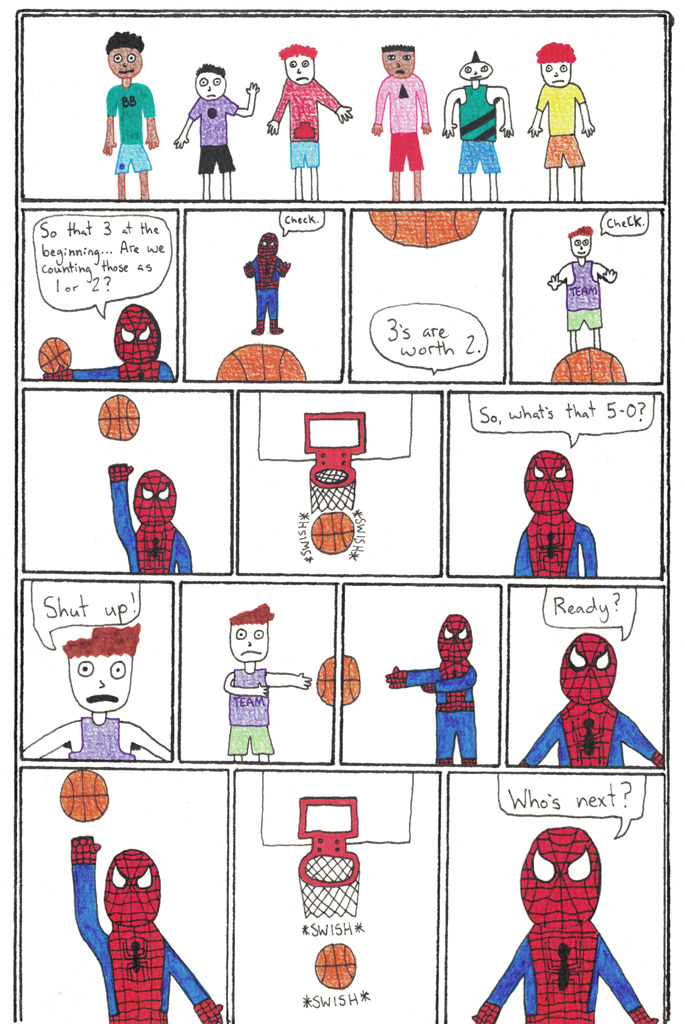 BB
So that 3 at the
beginning... Are we
counting those as
1 or 2?
Check.
3's are
worth 2.
Check.
TEAM
*SWISH*
*SWISH*
So, what's that 5-0?
Shut up!
TEAM
Ready?
*SWISH*
*SWISH*
Who's next?